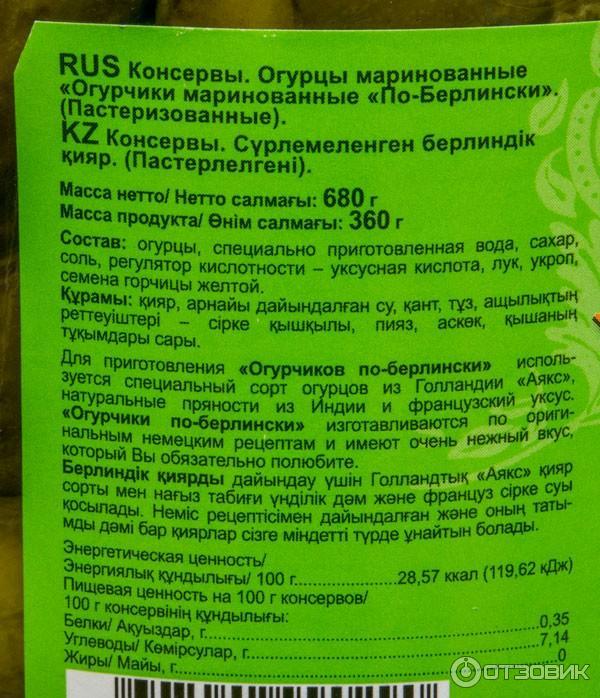 RUS Консервы. Огурцы маринованные
«Огурчики маринованные «По-Берлински».
(Пастеризованные).
KZ Консервы. Сүрлемеленген берлиндік
қияр. (Пастерлелгені).
Масса нетто/ Нетто салмағы: 680 г
Масса продукта/ Өнім салмағы: 360 г
Состав: огурцы, специально приготовленная вода, сахар,
соль, регулятор кислотности – уксусная кислота, лук, укроп,
семена горчицы желтой.
Құрамы: қияр, арнайы дайындалған су, қант, тұз, ащылықтың
реттеуіштері – сірке қышқылы, пияз, аскөк, қышаның
тұқымдары сары.
Для приготовления «Огурчиков по-берлински» исполь-
зуется специальный сорт огурцов из Голландии «Аякс»,
натуральные пряности из Индии и французский уксус.
«Огурчики по-берлински» изготавливаются по ориги-
нальным немецким рецептам и имеют очень нежный вкус,
который Вы обязательно полюбите.
Берлиндік қиярды дайындау үшін Голландтық «Аякс» қияр
сорты мен нағыз табиғи үнділік дәм және француз сірке суы
қосылады. Неміс рецептісімен дайындалған және оның таты-
мды дәмі бар қиярлар сізге міндетті түрде ұнайтын болады.
Энергетическая ценность/
Энергиялық құндылығы/ 100 г.....................28,57 ккал (119,62 кДж)
Пищевая ценность на 100 г консервов/
100 г консервінің құндылығы:
Белки/ Ақуыздар, г.......................................................0,35
Углеводы/ Көмірсулар, г...............................................7,14
Жиры/ Майы, г..............................................................0
ОТЗОВИК